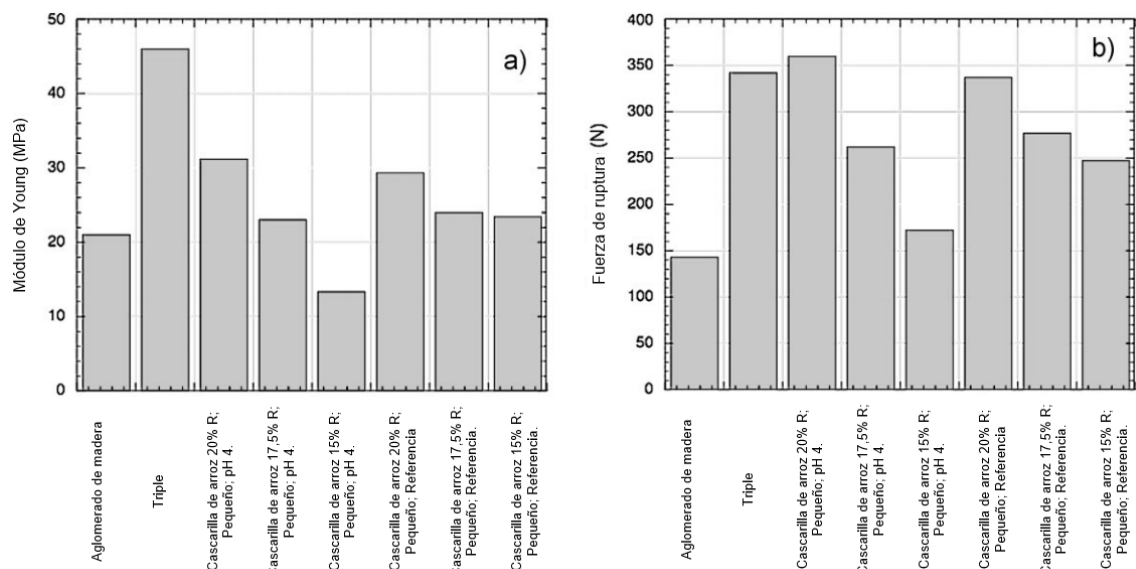 50
40
30
20
10
0
Módulo de Young (MPa)
a)
Aglomerado de madera
Triple
Cascarilla de arroz 20% R;
Pequeño; pH 4.
Cascarilla de arroz 17,5% R;
Pequeño; pH 4.
Cascarilla de arroz 15% R;
Pequeño; pH 4.
Cascarilla de arroz 20% R;
Pequeño; Referencia
Cascarilla de arroz 17,5% R;
Pequeño; Referencia.
Cascarilla de arroz 15% R;
Pequeño; Referencia.
400
350
300
250
200
150
100
50
0
Fuerza de ruptura (N)
b)
Aglomerado de madera
Triple
Cascarilla de arroz 20% R;
Pequeño; pH 4.
Cascarilla de arroz 17,5% R;
Pequeño; pH 4.
Cascarilla de arroz 15% R;
Pequeño; pH 4.
Cascarilla de arroz 20% R;
Pequeño; Referencia
Cascarilla de arroz 17,5% R;
Pequeño; Referencia.
Cascarilla de arroz 15% R;
Pequeño; Referencia.